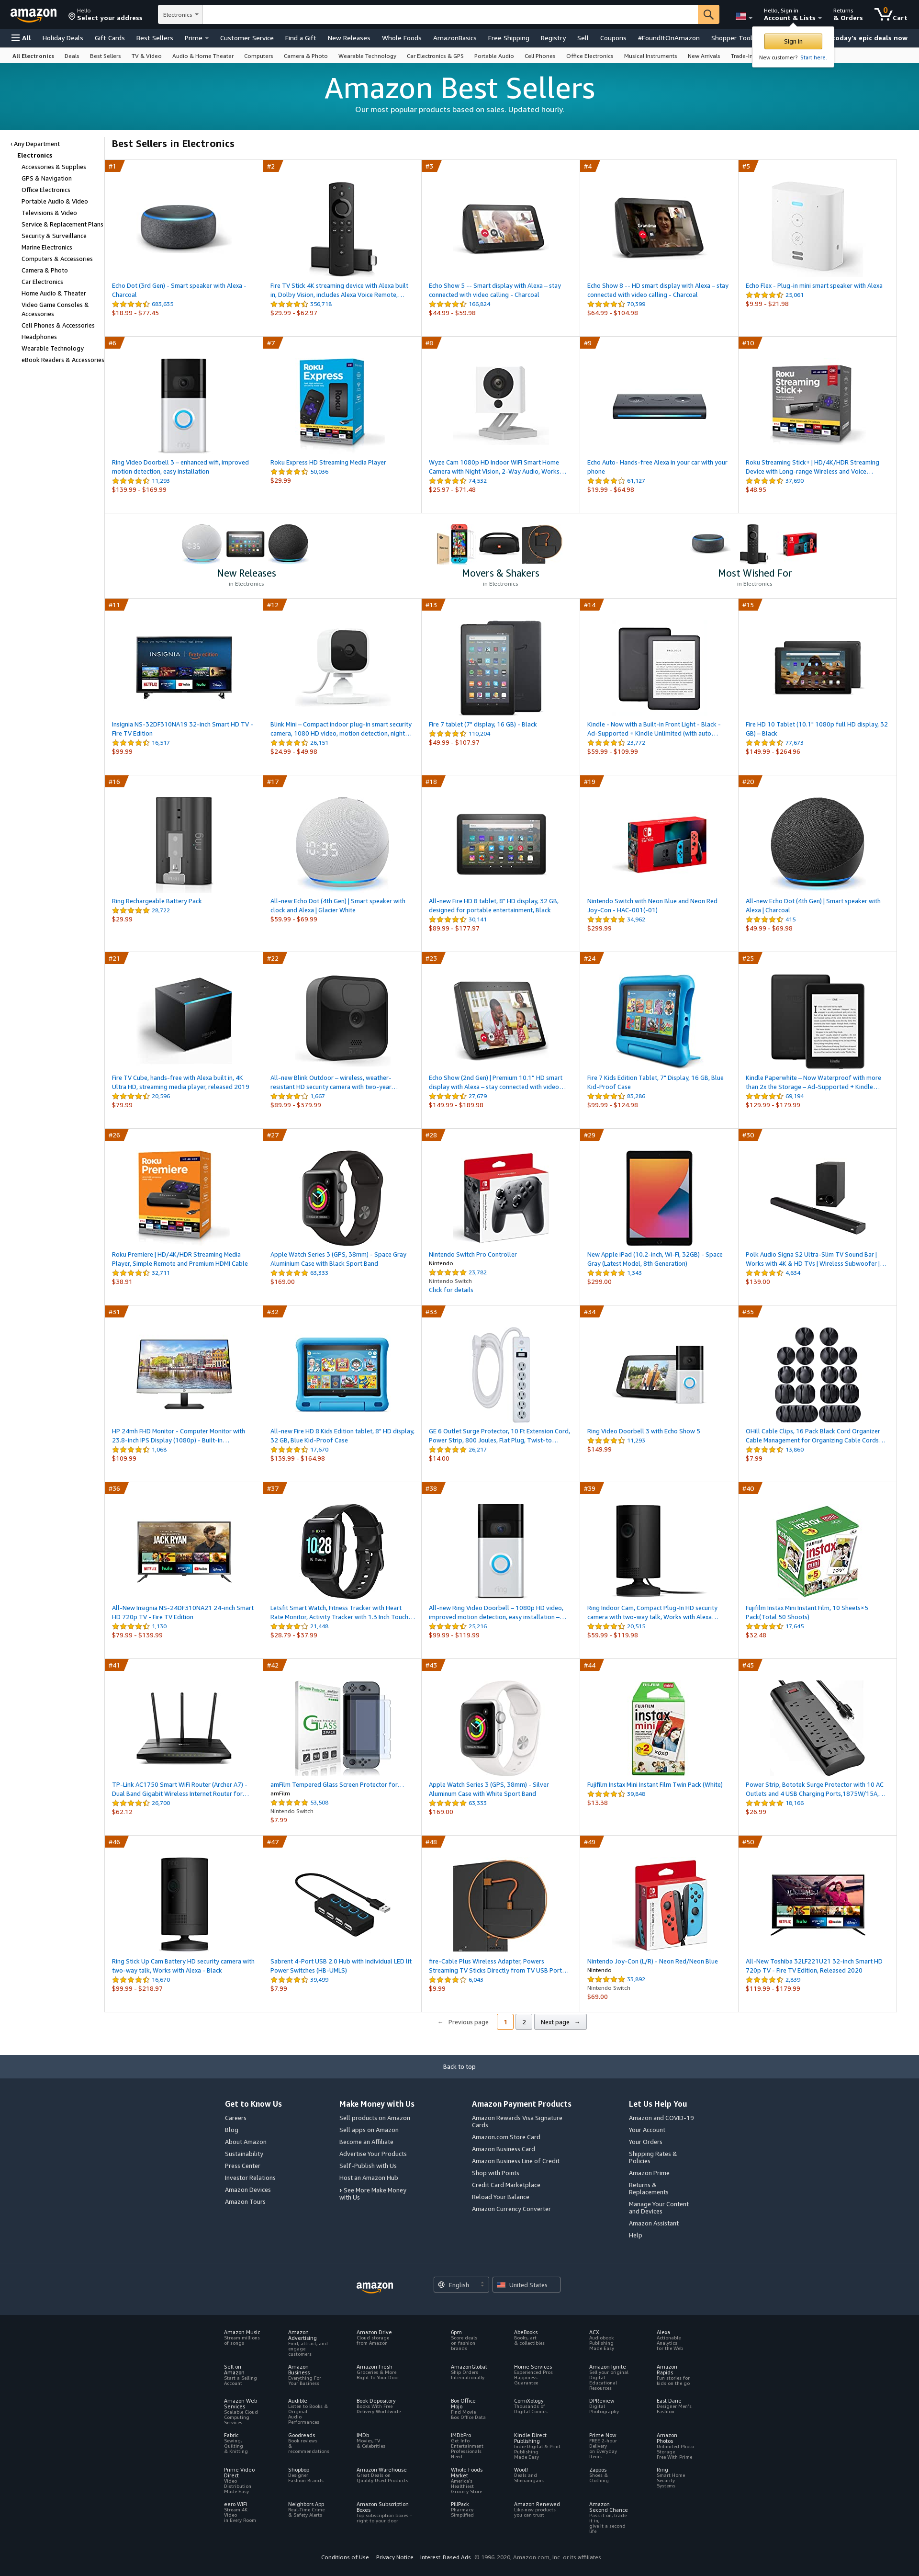 amazon
Hello
Select your address
Electronics
Hello, Sign in
Account & Lists
Returns
& Orders
0
Cart
All
Holiday Deals
Gift Cards
Best Sellers
Prime
Customer Service
Find a Gift
New Releases
Whole Foods
AmazonBasics
Free Shipping
Registry
Sell
Coupons
#FoundItOnAmazon
Shopper Tool
today's epic deals now
Sign in
New customer? Start here.
All Electronics
Deals
Best Sellers
TV & Video
Audio & Home Theater
Computers
Camera & Photo
Wearable Technology
Car Electronics & GPS
Portable Audio
Cell Phones
Office Electronics
Musical Instruments
New Arrivals
Trade-In
Amazon Best Sellers
Our most popular products based on sales. Updated hourly.
‹ Any Department
Electronics
Accessories & Supplies
GPS & Navigation
Office Electronics
Portable Audio & Video
Televisions & Video
Service & Replacement Plans
Security & Surveillance
Marine Electronics
Computers & Accessories
Camera & Photo
Car Electronics
Home Audio & Theater
Video Game Consoles &
Accessories
Cell Phones & Accessories
Headphones
Wearable Technology
eBook Readers & Accessories
Best Sellers in Electronics
#1
Echo Dot (3rd Gen) - Smart speaker with Alexa -
Charcoal
683,635
$18.99 - $77.45
#2
Fire TV Stick 4K streaming device with Alexa built
in, Dolby Vision, includes Alexa Voice Remote,…
356,718
$29.99 - $62.97
#3
Echo Show 5 -- Smart display with Alexa – stay
connected with video calling - Charcoal
166,824
$44.99 - $59.98
#4
Grandma
Echo Show 8 -- HD smart display with Alexa – stay
connected with video calling - Charcoal
70,399
$64.99 - $104.98
#5
Echo Flex - Plug-in mini smart speaker with Alexa
25,061
$9.99 - $21.98
#6
Ring Video Doorbell 3 – enhanced wifi, improved
motion detection, easy installation
11,293
$139.99 - $169.99
#7
Roku
Express
Roku Express HD Streaming Media Player
50,036
$29.99
#8
Wyze Cam 1080p HD Indoor WiFi Smart Home
Camera with Night Vision, 2-Way Audio, Works…
74,532
$25.97 - $71.48
#9
Echo Auto- Hands-free Alexa in your car with your
phone
61,127
$19.99 - $64.98
#10
Roku
Streaming
Stick+
Roku Streaming Stick+ | HD/4K/HDR Streaming
Device with Long-range Wireless and Voice…
37,690
$48.95
New Releases
in Electronics
Movers & Shakers
in Electronics
Most Wished For
in Electronics
#11
INSIGNIA
Insignia NS-32DF310NA19 32-inch Smart HD TV -
Fire TV Edition
16,517
$99.99
#12
Blink Mini – Compact indoor plug-in smart security
camera, 1080 HD video, motion detection, night…
26,151
$24.99 - $49.98
#13
Fire 7 tablet (7" display, 16 GB) - Black
110,204
$49.99 - $107.97
#14
Kindle - Now with a Built-in Front Light - Black -
Ad-Supported + Kindle Unlimited (with auto…
23,772
$59.99 - $109.99
#15
Fire HD 10 Tablet (10.1" 1080p full HD display, 32
GB) – Black
77,673
$149.99 - $264.96
#16
ring
Ring Rechargeable Battery Pack
28,722
$29.99
#17
10:35
All-new Echo Dot (4th Gen) | Smart speaker with
clock and Alexa | Glacier White
$59.99 - $69.99
#18
All-new Fire HD 8 tablet, 8" HD display, 32 GB,
designed for portable entertainment, Black
30,141
$89.99 - $177.97
#19
Nintendo Switch with Neon Blue and Neon Red
Joy-Con - HAC-001(-01)
34,962
$299.99
#20
All-new Echo Dot (4th Gen) | Smart speaker with
Alexa | Charcoal
415
$49.99 - $69.98
#21
Fire TV Cube, hands-free with Alexa built in, 4K
Ultra HD, streaming media player, released 2019
20,596
$79.99
#22
All-new Blink Outdoor – wireless, weather-
resistant HD security camera with two-year…
1,667
$89.99 - $379.99
#23
Echo Show (2nd Gen) | Premium 10.1" HD smart
display with Alexa – stay connected with video…
27,679
$149.99 - $189.98
#24
Fire 7 Kids Edition Tablet, 7" Display, 16 GB, Blue
Kid-Proof Case
83,286
$99.99 - $124.98
#25
Kindle Paperwhite – Now Waterproof with more
than 2x the Storage – Ad-Supported + Kindle…
69,194
$129.99 - $179.99
#26
Roku
Premiere
Roku Premiere | HD/4K/HDR Streaming Media
Player, Simple Remote and Premium HDMI Cable
32,711
$38.91
#27
Apple Watch Series 3 (GPS, 38mm) - Space Gray
Aluminium Case with Black Sport Band
63,333
$169.00
#28
Nintendo Switch Pro Controller
Nintendo
23,782
Nintendo Switch
Click for details
#29
New Apple iPad (10.2-inch, Wi-Fi, 32GB) - Space
Gray (Latest Model, 8th Generation)
1,543
$299.00
#30
Polk Audio Signa S2 Ultra-Slim TV Sound Bar |
Works with 4K & HD TVs | Wireless Subwoofer |…
4,634
$139.00
#31
HP 24mh FHD Monitor - Computer Monitor with
23.8-inch IPS Display (1080p) - Built-in…
1,068
$109.99
#32
All-new Fire HD 8 Kids Edition tablet, 8" HD display,
32 GB, Blue Kid-Proof Case
17,670
$139.99 - $164.98
#33
GE 6 Outlet Surge Protector, 10 Ft Extension Cord,
Power Strip, 800 Joules, Flat Plug, Twist-to…
26,217
$14.00
#34
Ring Video Doorbell 3 with Echo Show 5
11,293
$149.99
#35
OHill Cable Clips, 16 Pack Black Cord Organizer
Cable Management for Organizing Cable Cords…
13,860
$7.99
#36
JACK RYAN
All-New Insignia NS-24DF310NA21 24-inch Smart
HD 720p TV - Fire TV Edition
1,130
$79.99 - $139.99
#37
10:28
Letsfit Smart Watch, Fitness Tracker with Heart
Rate Monitor, Activity Tracker with 1.3 Inch Touch…
21,446
$28.79 - $37.99
#38
All-new Ring Video Doorbell – 1080p HD video,
improved motion detection, easy installation –…
25,216
$99.99 - $119.99
#39
Ring Indoor Cam, Compact Plug-In HD security
camera with two-way talk, Works with Alexa…
20,515
$59.99 - $119.98
#40
instax
mini
Fujifilm Instax Mini Instant Film, 10 Sheets×5
Pack(Total 50 Shoots)
17,645
$32.48
#41
TP-Link AC1750 Smart WiFi Router (Archer A7) -
Dual Band Gigabit Wireless Internet Router for…
26,700
$62.12
#42
GLASS
amFilm Tempered Glass Screen Protector for…
amFilm
53,508
Nintendo Switch
$7.99
#43
Apple Watch Series 3 (GPS, 38mm) - Silver
Aluminum Case with White Sport Band
63,333
$169.00
#44
FUJIFILM
instax
mini
Fujifilm Instax Mini Instant Film Twin Pack (White)
39,848
$13.38
#45
Power Strip, Bototek Surge Protector with 10 AC
Outlets and 4 USB Charging Ports,1875W/15A,…
18,166
$26.99
#46
Ring Stick Up Cam Battery HD security camera with
two-way talk, Works with Alexa - Black
16,670
$99.99 - $218.97
#47
Sabrent 4-Port USB 2.0 Hub with Individual LED lit
Power Switches (HB-UMLS)
39,499
$7.99
#48
fire-Cable Plus Wireless Adapter, Powers
Streaming TV Sticks Directly from TV USB Port…
6,043
$9.99
#49
Nintendo Joy-Con (L/R) - Neon Red/Neon Blue
Nintendo
33,892
Nintendo Switch
$69.00
#50
All-New Toshiba 32LF221U21 32-inch Smart HD
720p TV - Fire TV Edition, Released 2020
2,839
$119.99 - $179.99
← Previous page
1
2
Next page →
Back to top
Get to Know Us
Careers
Blog
About Amazon
Sustainability
Press Center
Investor Relations
Amazon Devices
Amazon Tours
Make Money with Us
Sell products on Amazon
Sell apps on Amazon
Become an Affiliate
Advertise Your Products
Self-Publish with Us
Host an Amazon Hub
› See More Make Money
with Us
Amazon Payment Products
Amazon Rewards Visa Signature
Cards
Amazon.com Store Card
Amazon Business Card
Amazon Business Line of Credit
Shop with Points
Credit Card Marketplace
Reload Your Balance
Amazon Currency Converter
Let Us Help You
Amazon and COVID-19
Your Account
Your Orders
Shipping Rates &
Policies
Amazon Prime
Returns &
Replacements
Manage Your Content
and Devices
Amazon Assistant
Help
amazon
English
United States
Amazon Music
Stream millions
of songs
Amazon
Advertising
Find, attract, and
engage
customers
Amazon Drive
Cloud storage
from Amazon
6pm
Score deals
on fashion
brands
AbeBooks
Books, art
& collectibles
ACX
Audiobook
Publishing
Made Easy
Alexa
Actionable
Analytics
for the Web
Sell on
Amazon
Start a Selling
Account
Amazon
Business
Everything For
Your Business
Amazon Fresh
Groceries & More
Right To Your Door
AmazonGlobal
Ship Orders
Internationally
Home Services
Experienced Pros
Happiness
Guarantee
Amazon Ignite
Sell your original
Digital
Educational
Resources
Amazon
Rapids
Fun stories for
kids on the go
Amazon Web
Services
Scalable Cloud
Computing
Services
Audible
Listen to Books &
Original
Audio
Performances
Book Depository
Books With Free
Delivery Worldwide
Box Office
Mojo
Find Movie
Box Office Data
ComiXology
Thousands of
Digital Comics
DPReview
Digital
Photography
East Dane
Designer Men's
Fashion
Fabric
Sewing,
Quilting
& Knitting
Goodreads
Book reviews
&
recommendations
IMDb
Movies, TV
& Celebrities
IMDbPro
Get Info
Entertainment
Professionals
Need
Kindle Direct
Publishing
Indie Digital & Print
Publishing
Made Easy
Prime Now
FREE 2-hour
Delivery
on Everyday
Items
Amazon
Photos
Unlimited Photo
Storage
Free With Prime
Prime Video
Direct
Video
Distribution
Made Easy
Shopbop
Designer
Fashion Brands
Amazon Warehouse
Great Deals on
Quality Used Products
Whole Foods
Market
America's
Healthiest
Grocery Store
Woot!
Deals and
Shenanigans
Zappos
Shoes &
Clothing
Ring
Smart Home
Security
Systems
eero WiFi
Stream 4K
Video
in Every Room
Neighbors App
Real-Time Crime
& Safety Alerts
Amazon Subscription
Boxes
Top subscription boxes –
right to your door
PillPack
Pharmacy
Simplified
Amazon Renewed
Like-new products
you can trust
Amazon
Second Chance
Pass it on, trade
it in,
give it a second
life
Conditions of Use
Privacy Notice
Interest-Based Ads
© 1996-2020, Amazon.com, Inc. or its affiliates